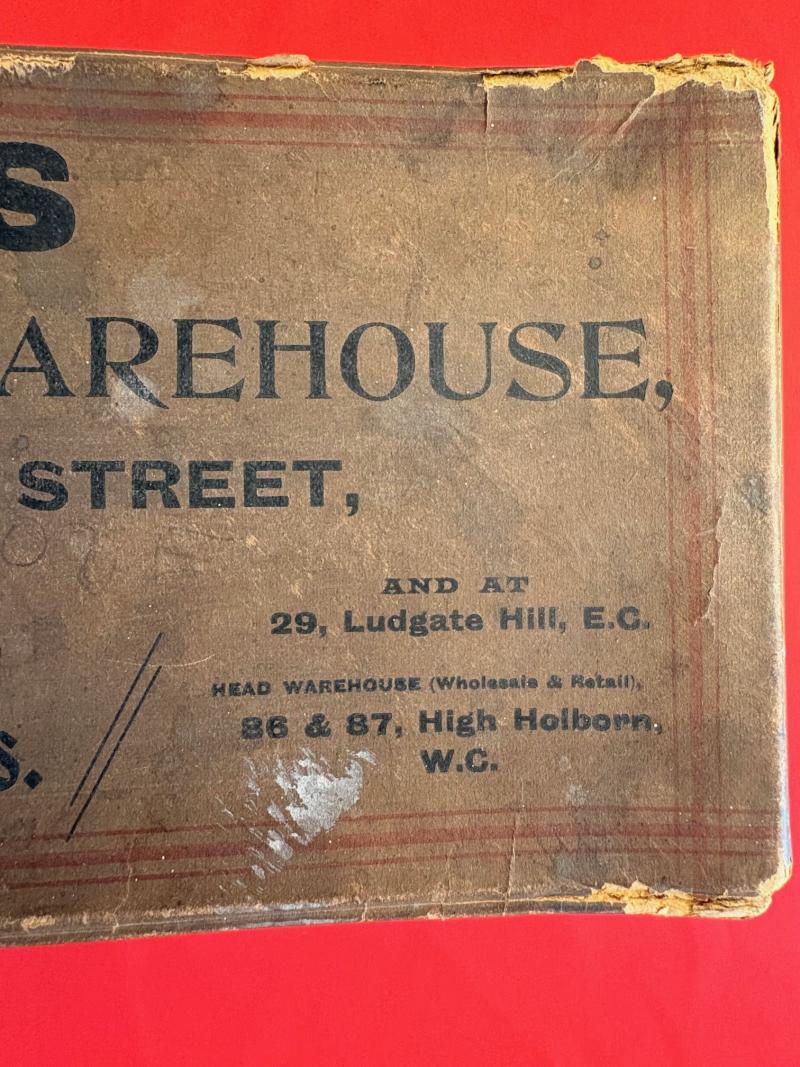 S
AREHOUSE,
STREET,
AND AT
29, Ludgate Hill, E.C.
HEAD WAREHOUSE (Wholesale & Retail),
86 & 87, High Holborn,
W.C.
S.